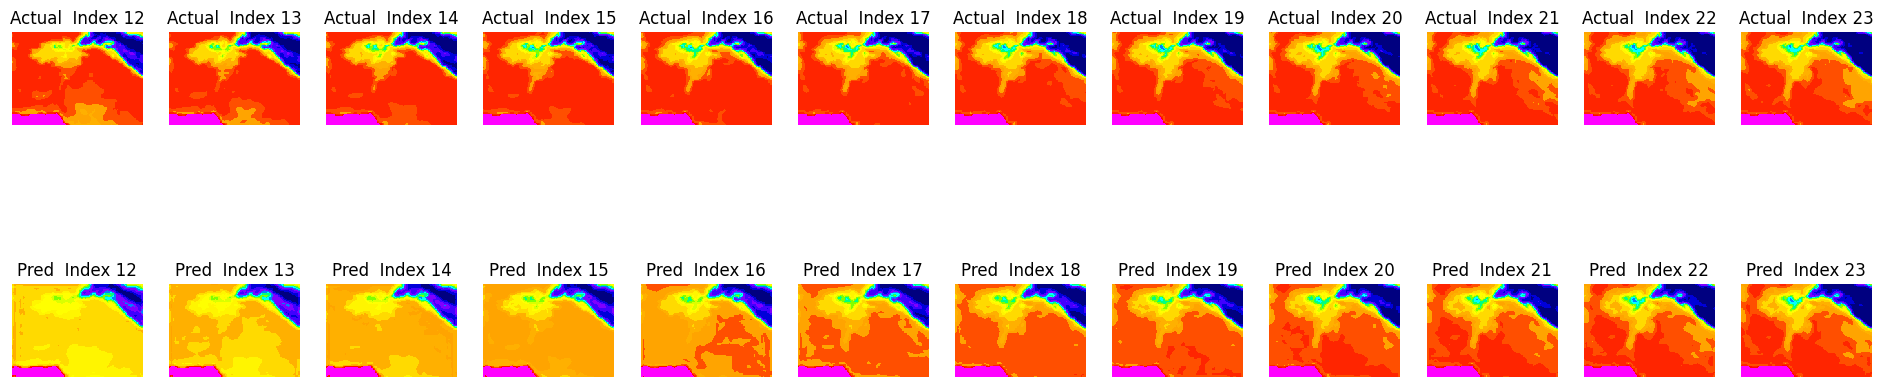 Actual  Index 12 Actual  Index 13 Actual  Index 14 Actual  Index 15 Actual  Index 16 Actual  Index 17 Actual  Index 18 Actual  Index 19 Actual  Index 20 Actual  Index 21 Actual  Index 22 Actual  Index 23
Pred  Index 12 Pred  Index 13 Pred  Index 14 Pred  Index 15 Pred  Index 16 Pred  Index 17 Pred  Index 18 Pred  Index 19 Pred  Index 20 Pred  Index 21 Pred  Index 22 Pred  Index 23